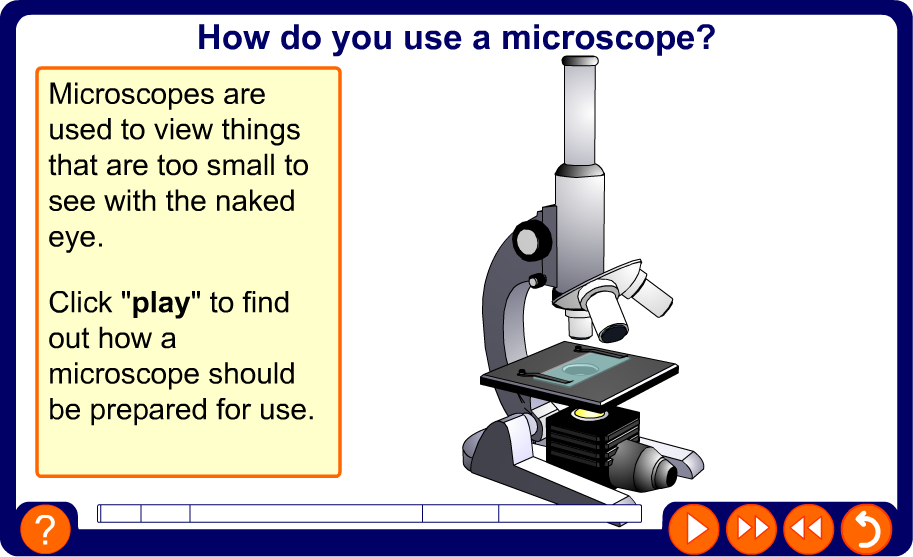 How do you use a microscope?
Microscopes are
used to view things
that are too small to
see with the naked
eye.
Click "play" to find
out how a
microscope should
be prepared for use.
?